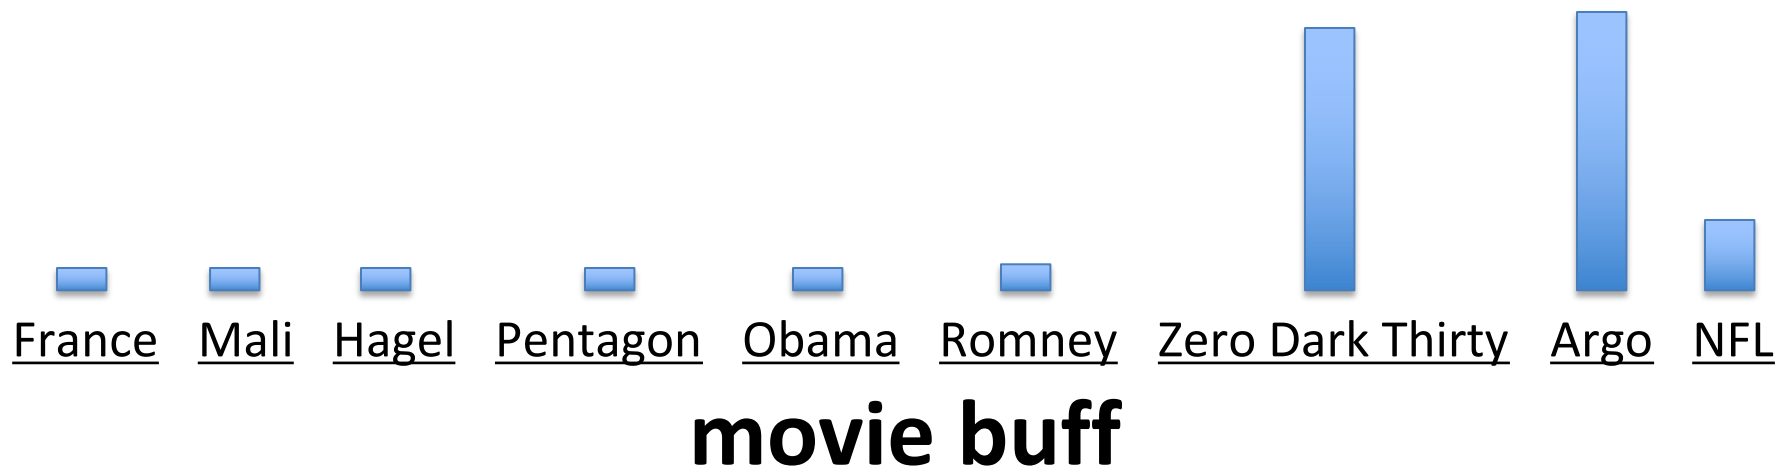 France Mali Hagel Pentagon Obama Romney Zero Dark Thirty Argo NFL
movie buff